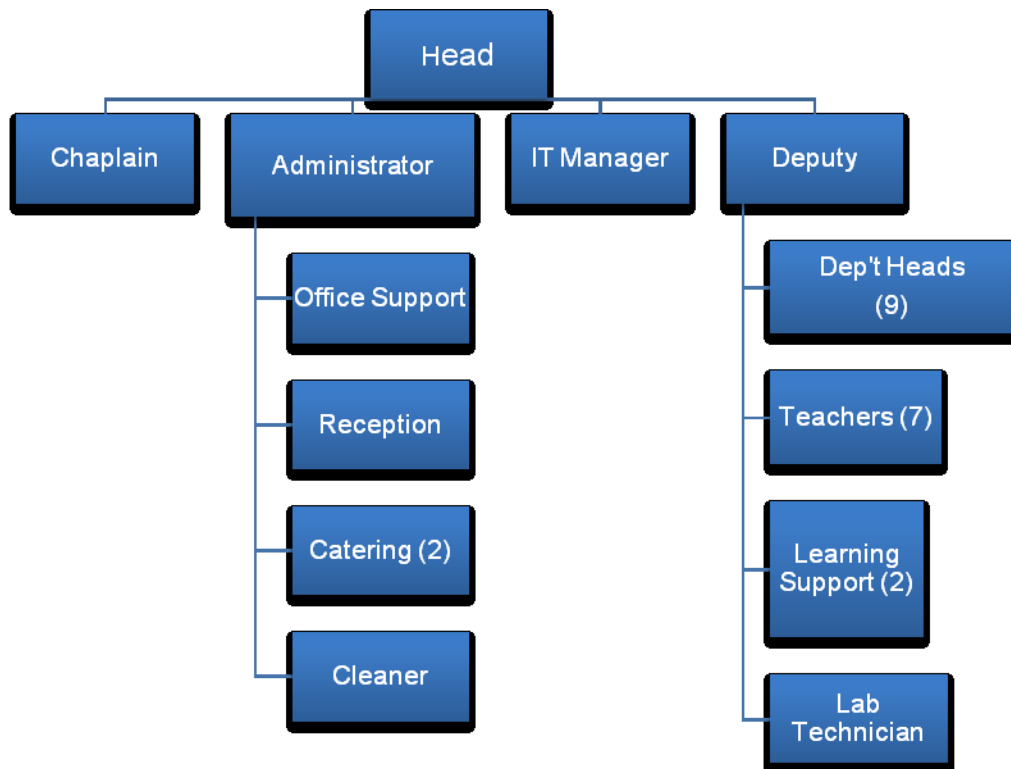 Head
Chaplain
Administrator
IT Manager
Deputy
Office Support
Reception
Catering (2)
Cleaner
Dep't Heads
(9)
Teachers (7)
Learning
Support (2)
Lab
Technician